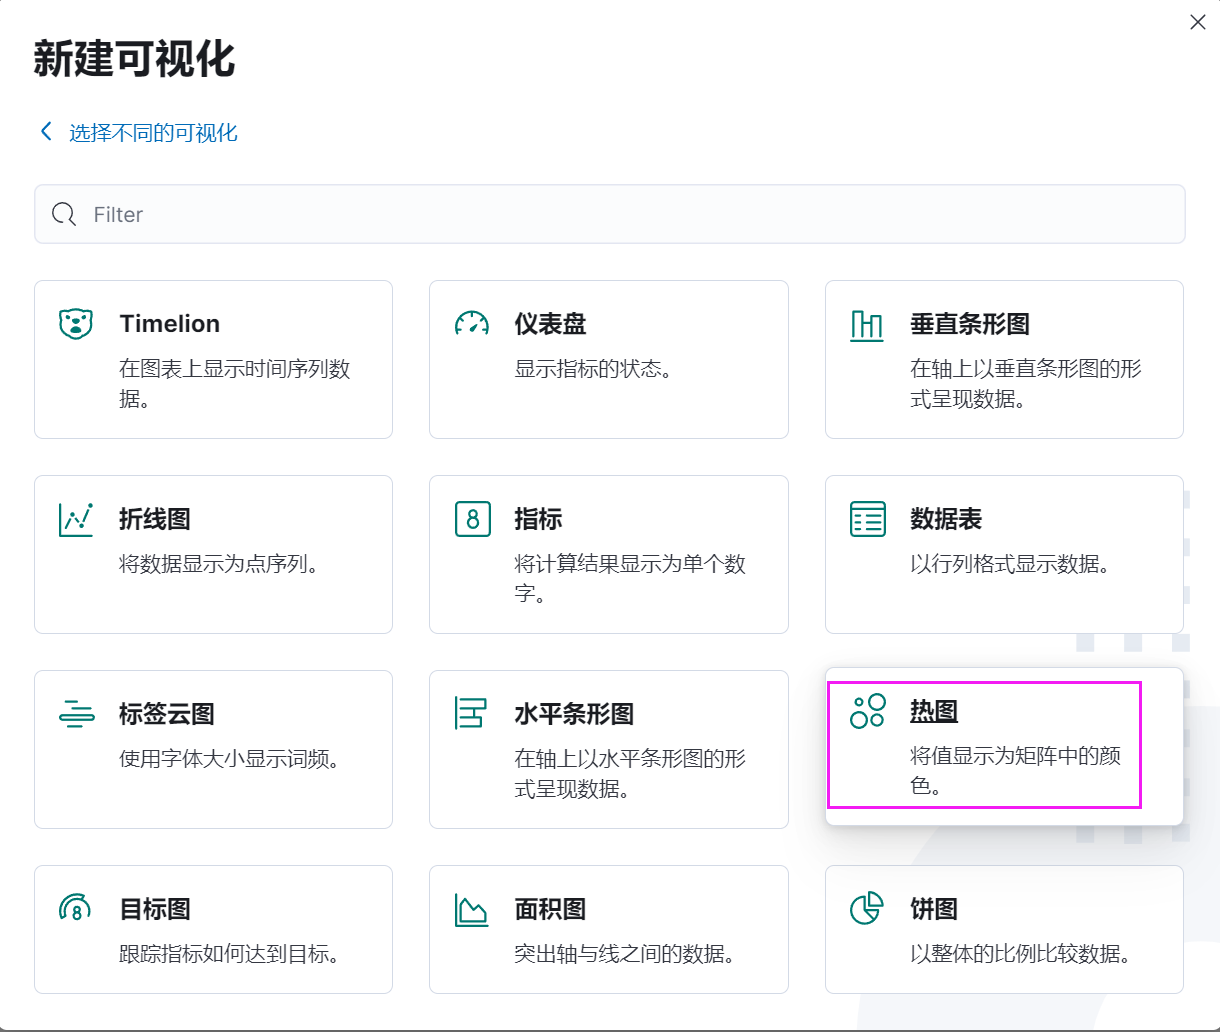 新建可视化
选择不同的可视化
Filter
Timelion
在图表上显示时间序列数
据。
仪表盘
显示指标的状态。
垂直条形图
在轴上以垂直条形图的形
式呈现数据。
折线图
将数据显示为点序列。
8
指标
将计算结果显示为单个数
字。
数据表
以行列格式显示数据。
标签云图
使用字体大小显示词频。
水平条形图
在轴上以水平条形图的形
式呈现数据。
热图
将值显示为矩阵中的颜
色。
8
目标图
跟踪指标如何达到目标。
面积图
突出轴与线之间的数据。
饼图
以整体的比例比较数据。